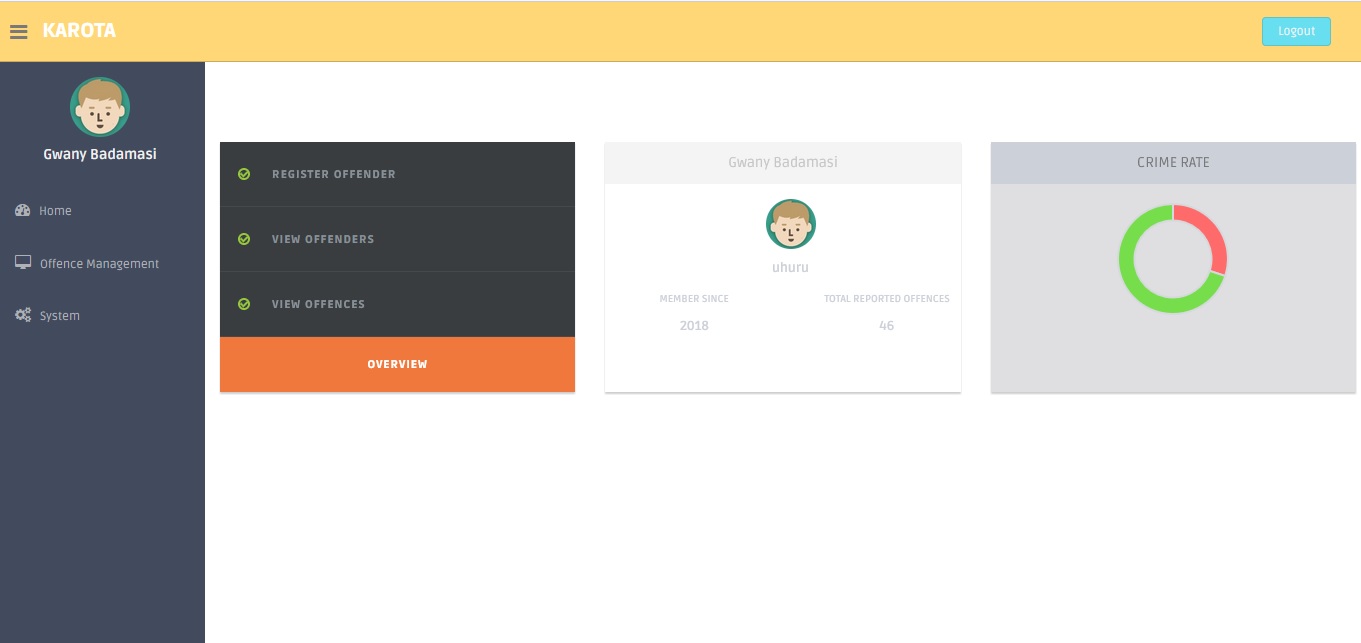 KAROTA
Logout
Gwany Badamasi
Home
Offence Management
System
REGISTER OFFENDER
VIEW OFFENDERS
VIEW OFFENCES
OVERVIEW
Gwany Badamasi
uhuru
MEMBER SINCE
2018
TOTAL REPORTED OFFENCES
46
CRIME RATE